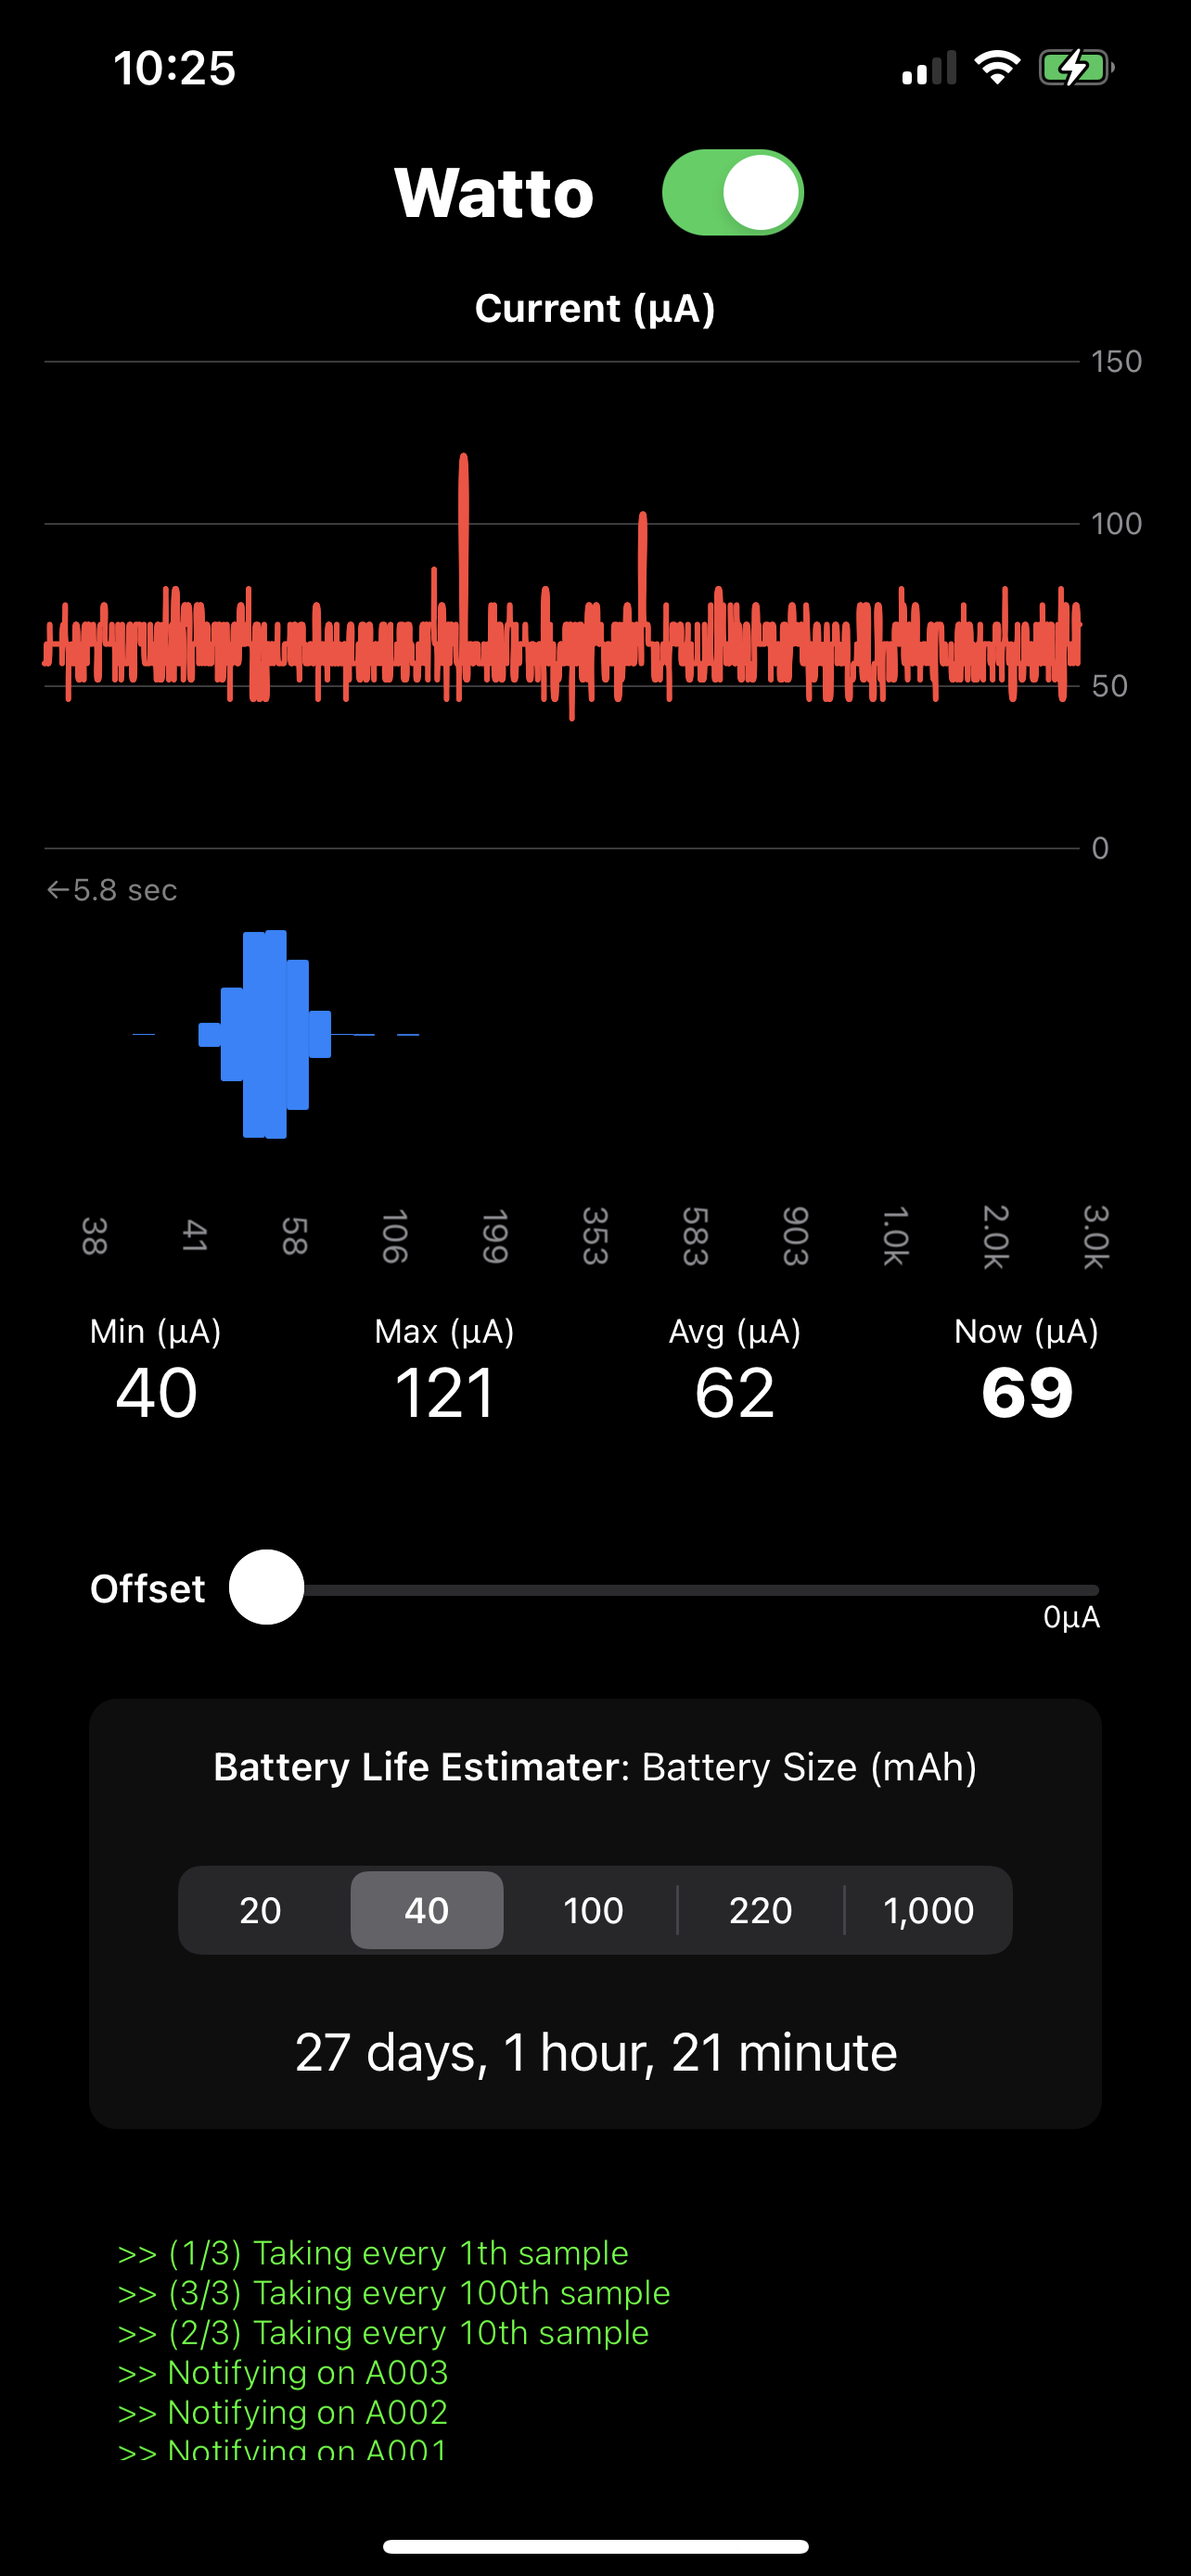 10:25
Watto
Current (µA)
150
100
50
0
←5.8 sec
38 41 58 106 199 353 583 903 1.0k 2.0k 3.0k
Min (µA) Max (µA) Avg (µA) Now (µA)
40 121 62 69
Offset
0µA
Battery Life Estimater: Battery Size (mAh)
20 40 100 220 1,000
27 days, 1 hour, 21 minute
>> (1/3) Taking every 1th sample
>> (3/3) Taking every 100th sample
>> (2/3) Taking every 10th sample
>> Notifying on A003
>> Notifying on A002
>> Notifying on A001